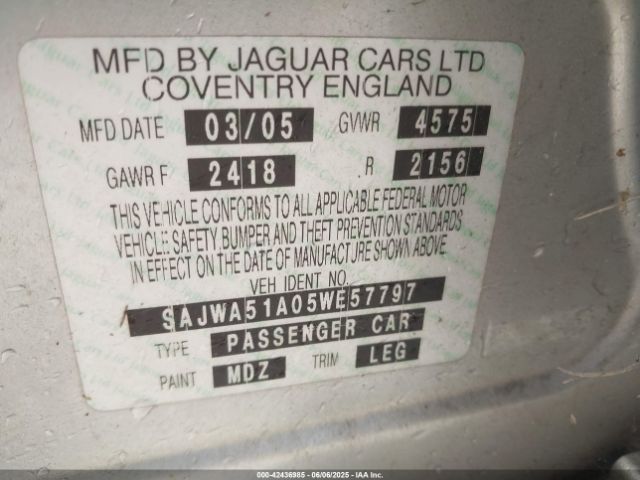 MFD BY JAGUAR CARS LTD
COVENTRY ENGLAND
MFD DATE 03/05 GVWR 4575
GAWR F 2418 R 2156
THIS VEHICLE CONFORMS TO ALL APPLICABLE FEDERAL MOTOR
VEHICLE SAFETY BUMPER AND THEFT PREVENTION STANDARDS
IN EFFECT ON THE DATE OF MANUFACTURE SHOWN ABOVE
VEH IDENT NO.
SAJWA51A05WE57797
TYPE PASSENGER CAR
PAINT MDZ TRIM LEG
000-42436985 - 06/06/2025 - IAA, Inc.